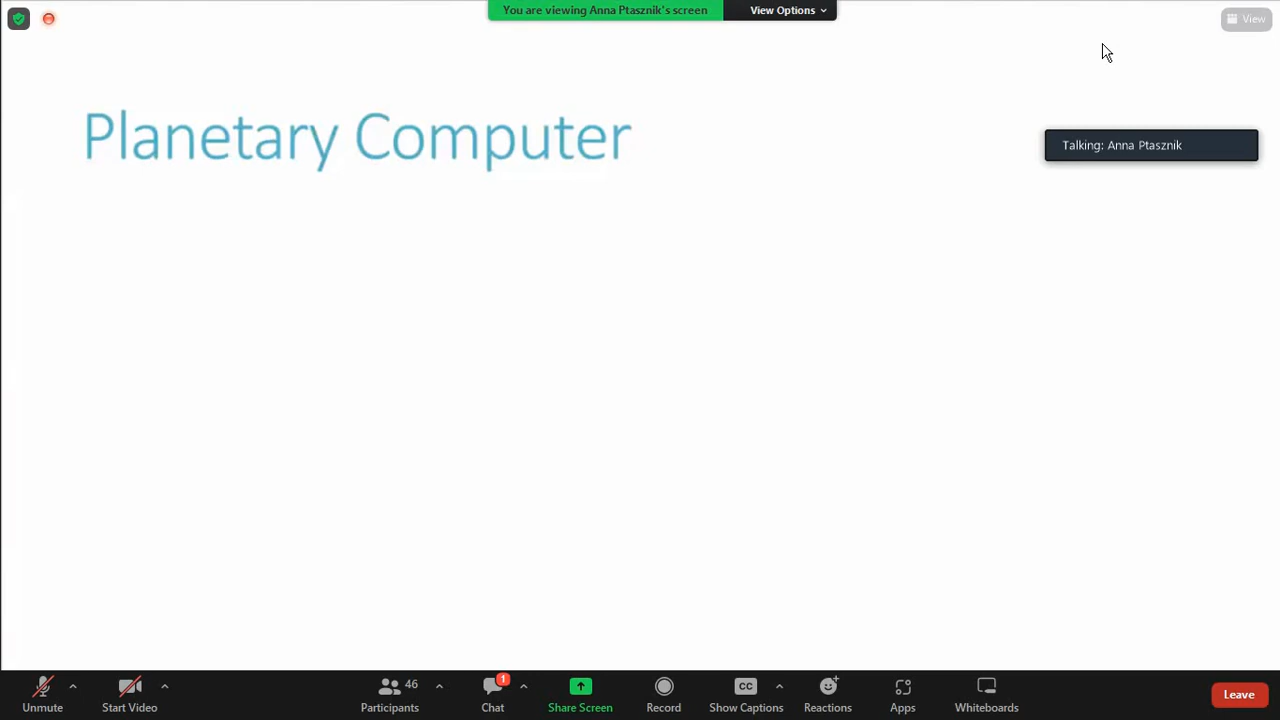 You are viewing Anna Ptasznik's screen
View Options
View
Planetary Computer
Talking: Anna Ptasznik
Unmute
Start Video
46
Participants
1
Chat
Share Screen
Record
CC
Show Captions
Reactions
Apps
Whiteboards
Leave